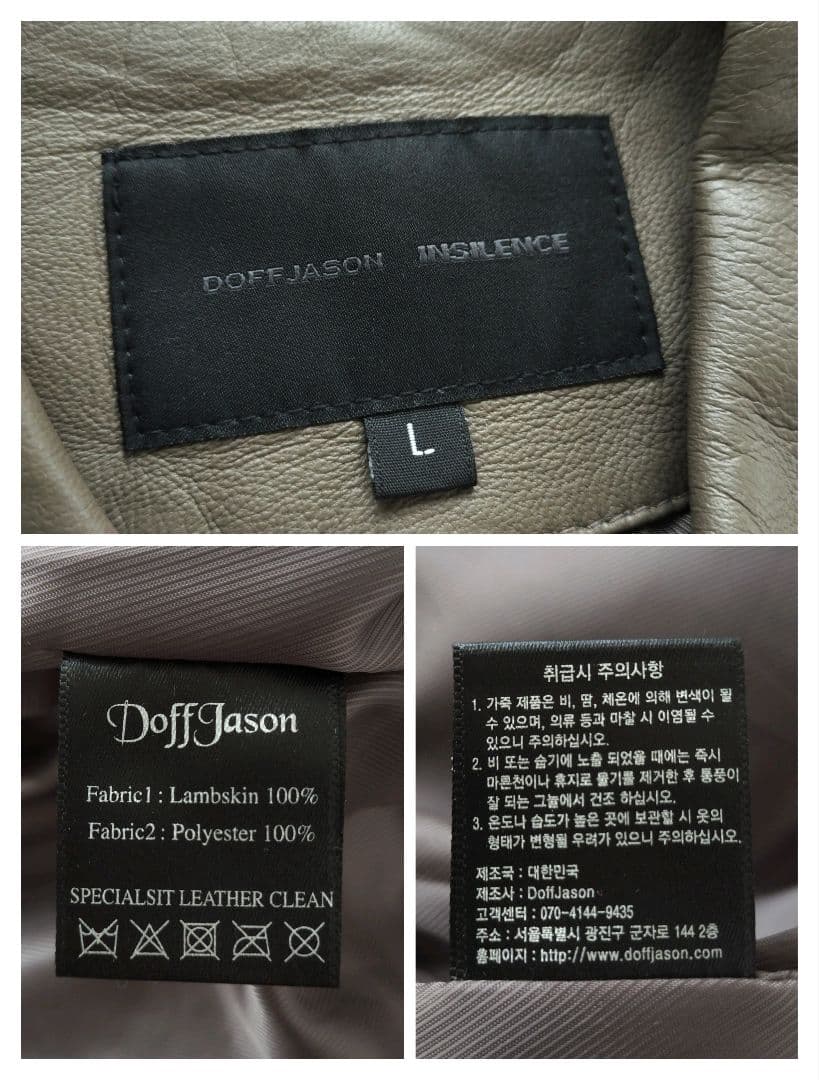 DOFFJASON INSILENCE
L
DoffJason
Fabric1 : Lambskin 100%
Fabric2 : Polyester 100%
SPECIALSIT LEATHER CLEAN
취급시 주의사항
1. 가죽 제품은 비, 땀, 체온에 의해 변색이 될
수 있으며, 의류 등과 마찰 시 이염될 수
있으니 주의하십시오.
2. 비 또는 습기에 노출 되었을 때에는 즉시
마른천이나 휴지로 물기를 제거한 후 통풍이
잘 되는 그늘에서 건조 하십시오.
3. 온도나 습도가 높은 곳에 보관할 시 옷의
형태가 변형될 우려가 있으니 주의하십시오.
제조국 : 대한민국
제조사 : DoffJason
고객센터 : 070-4144-9435
주소 : 서울특별시 광진구 군자로 144 2층
홈페이지 : http://www.doffjason.com